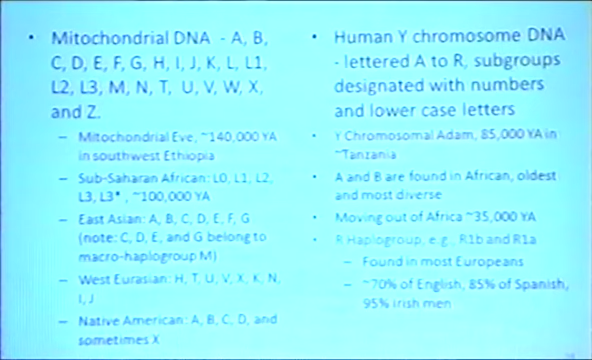 • Mitochondrial DNA - A, B,
C, D, E, F, G, H, I, J, K, L, L1,
L2, L3, M, N, T, U, V, W, X,
and Z.
– Mitochondrial Eve, ~140,000 YA
in southwest Ethiopia
– Sub-Saharan African: L0, L1, L2,
L3, L3*, ~100,000 YA
– East Asian: A, B, C, D, E, F, G
(note: C, D, E, and G belong to
macro-haplogroup M)
– West Eurasian: H, T, U, V, X, K, N,
I, J
– Native American: A, B, C, D, and
sometimes X
• Human Y chromosome DNA
- lettered A to R, subgroups
designated with numbers
and lower case letters
• Y Chromosomal Adam, 85,000 YA in
~Tanzania
• A and B are found in African, oldest
and most diverse
• Moving out of Africa ~35,000 YA
• R Haplogroup, e.g., R1b and R1a
– Found in most Europeans
– ~70% of English, 85% of Spanish,
95% Irish men